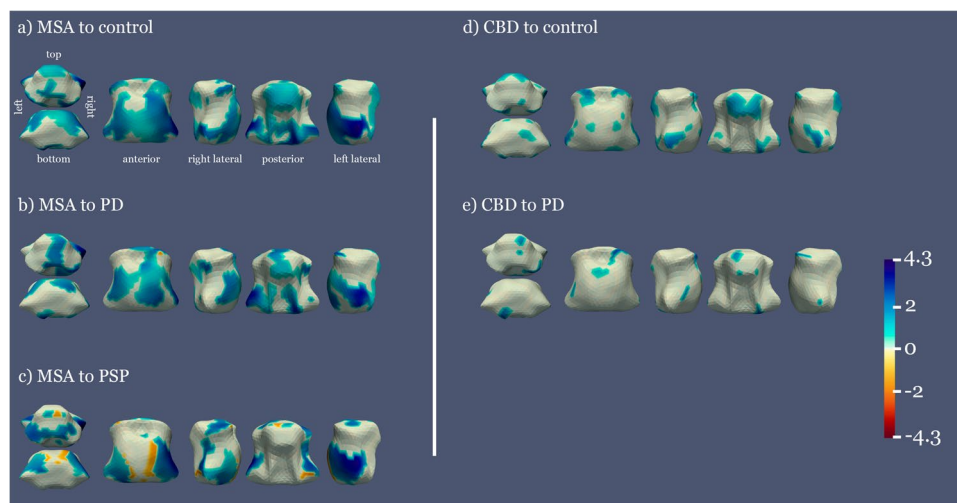 a) MSA to control
top
left
right
bottom
anterior
right lateral
posterior
left lateral
b) MSA to PD
c) MSA to PSP
d) CBD to control
e) CBD to PD
4.3
2
0
-2
-4.3